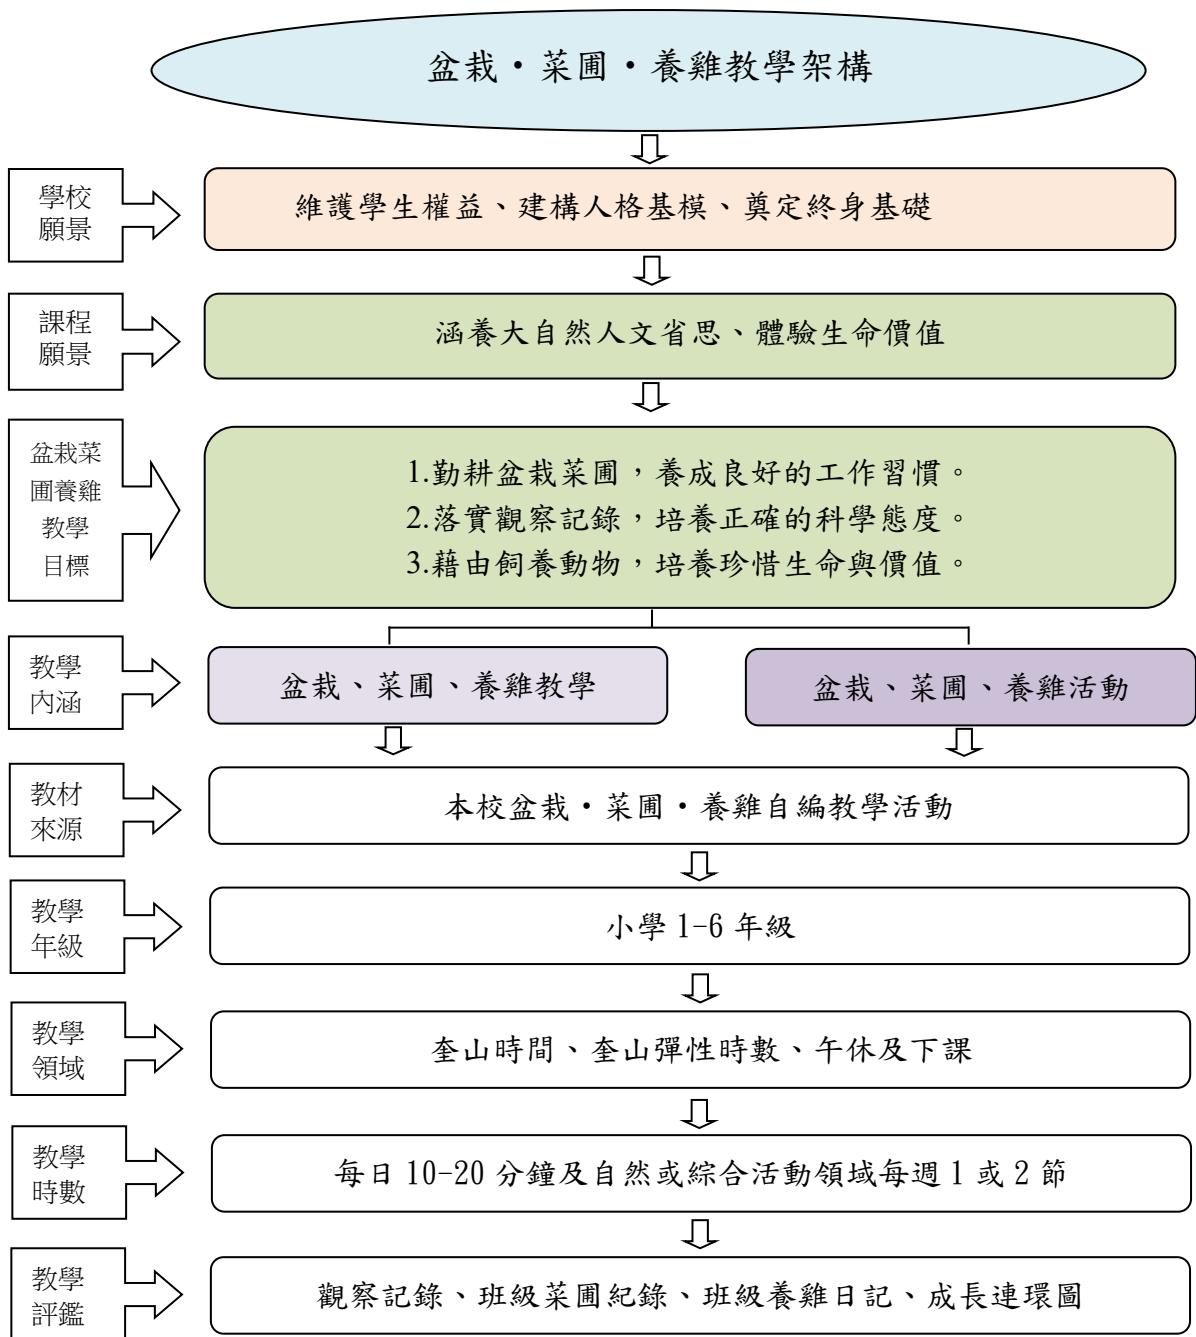 盆栽・菜圃・養雞教學架構
學校
願景
維護學生權益、建構人格基模、奠定終身基礎
課程
願景
涵養大自然人文省思、體驗生命價值
盆栽菜
圃養雞
教學
目標
1.勤耕盆栽菜圃，養成良好的工作習慣。
2.落實觀察記錄，培養正確的科學態度。
3.藉由飼養動物，培養珍惜生命與價值。
教學
內涵
盆栽、菜圃、養雞教學
盆栽、菜圃、養雞活動
教材
來源
本校盆栽・菜圃・養雞自編教學活動
教學
年級
小學 1-6 年級
教學
領域
奎山時間、奎山彈性時數、午休及下課
教學
時數
每日 10-20 分鐘及自然或綜合活動領域每週 1 或 2 節
教學
評鑑
觀察記錄、班級菜圃紀錄、班級養雞日記、成長連環圖